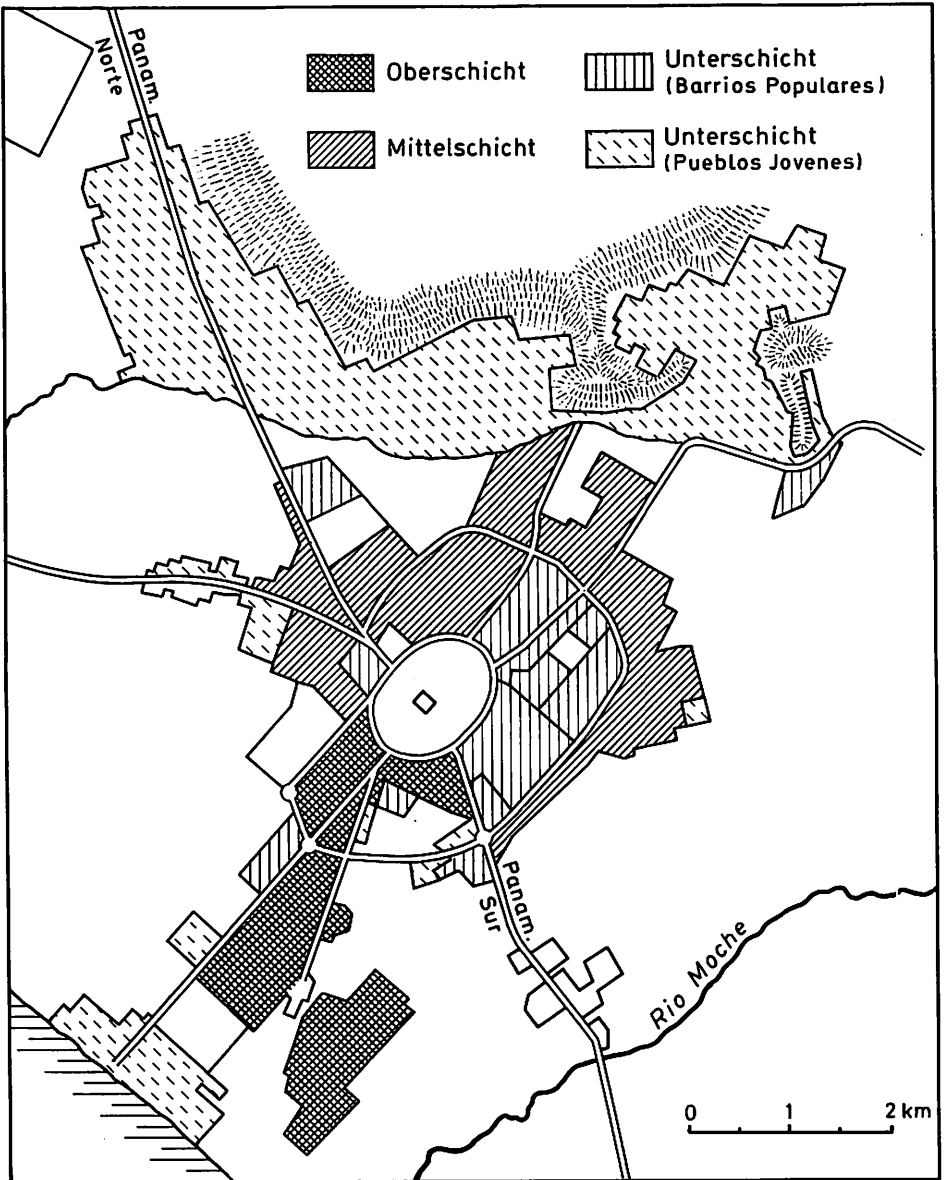 Panam.
Norte
Oberschicht
Unterschicht
(Barrios Populares)
Mittelschicht
Unterschicht
(Pueblos Jovenes)
Panam.
Sur
Rio Moche
0 1 2 km